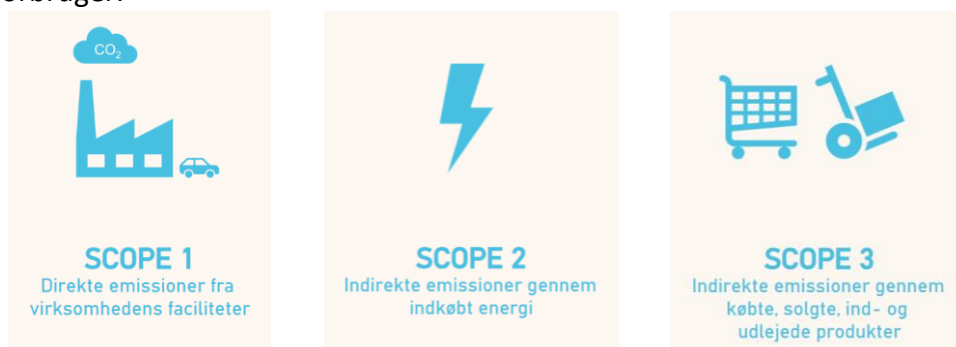 CO2
SCOPE 1
Direkte emissioner fra
virksomhedens faciliteter
SCOPE 2
Indirekte emissioner gennem
indkøbt energi
SCOPE 3
Indirekte emissioner gennem
købte, solgte, ind- og
udlejede produkter